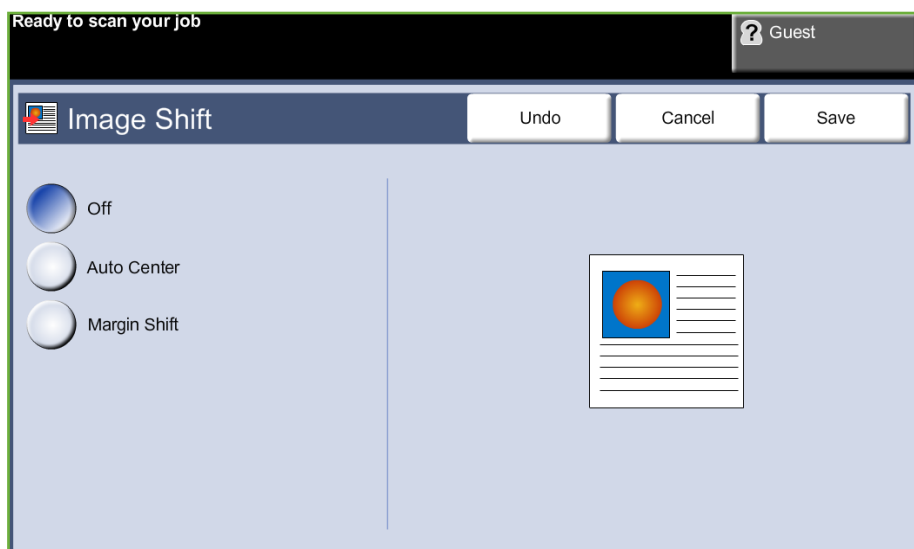 Ready to scan your job
? Guest
Image Shift
Undo
Cancel
Save
Off
Auto Center
Margin Shift